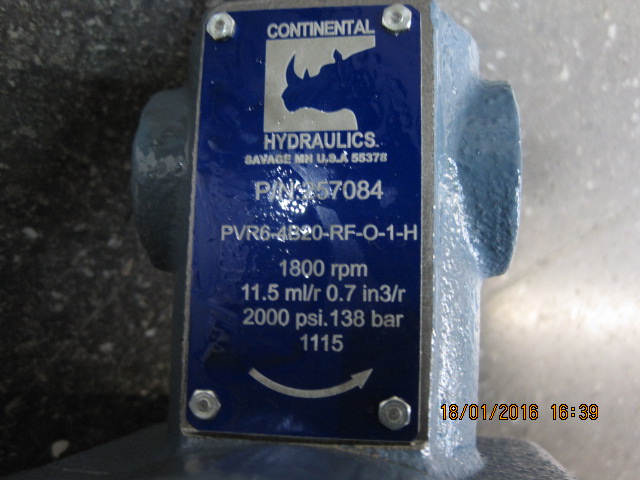 CONTINENTAL
HYDRAULICS
SAVAGE MN U.S.A 55378
P/N 257084
PVR6-4B20-RF-O-1-H
1800 rpm
11.5 ml/r 0.7 in3/r
2000 psi.138 bar
1115
18/01/2016 16:39